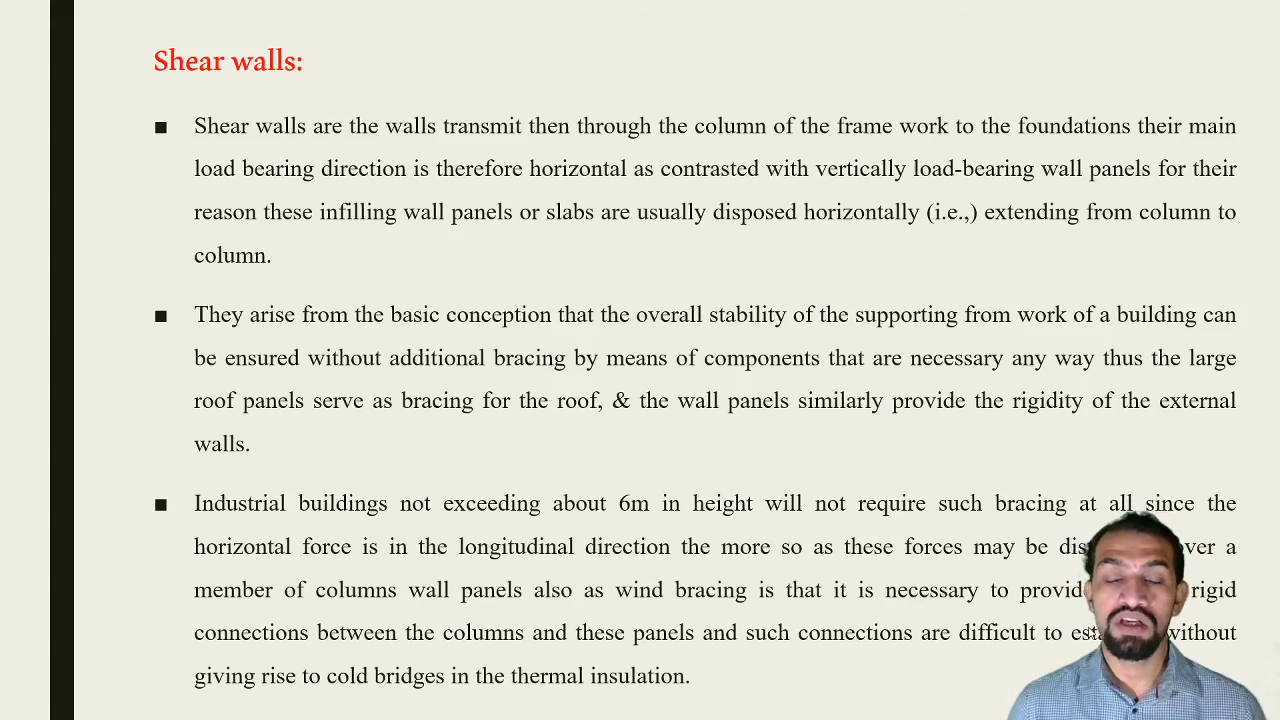 Shear walls:
■ Shear walls are the walls transmit then through the column of the frame work to the foundations their main
load bearing direction is therefore horizontal as contrasted with vertically load-bearing wall panels for their
reason these infilling wall panels or slabs are usually disposed horizontally (i.e.,) extending from column to
column.
■ They arise from the basic conception that the overall stability of the supporting from work of a building can
be ensured without additional bracing by means of components that are necessary any way thus the large
roof panels serve as bracing for the roof, & the wall panels similarly provide the rigidity of the external
walls.
■ Industrial buildings not exceeding about 6m in height will not require such bracing at all since the
horizontal force is in the longitudinal direction the more so as these forces may be over a
member of columns wall panels also as wind bracing is that it is necessary to rigid
connections between the columns and these panels and such connections are difficult to without
giving rise to cold bridges in the thermal insulation.